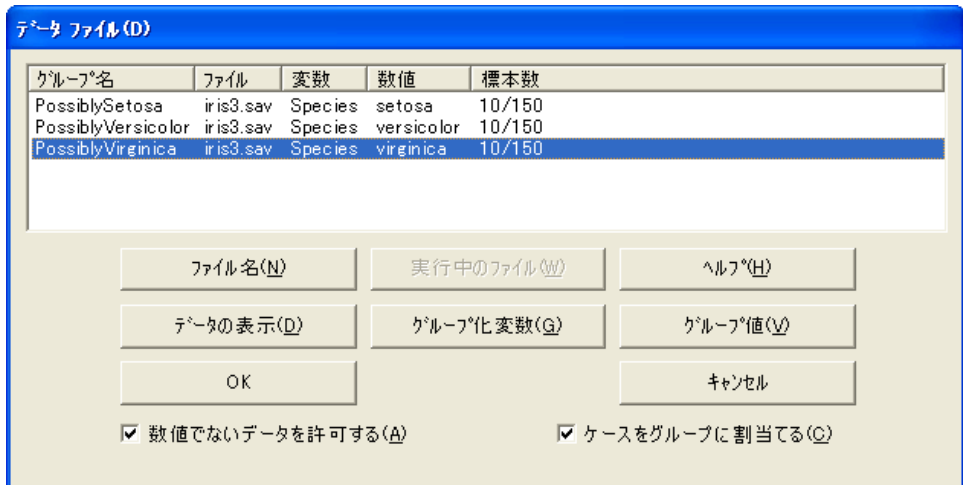 データ ファイル(D)
グループ名 ファイル 変数 数値 標本数
PossiblySetosa iris3.sav Species setosa 10/150
PossiblyVersicolor iris3.sav Species versicolor 10/150
PossiblyVirginica iris3.sav Species virginica 10/150
ファイル名(N) 実行中のファイル(W) ヘルプ(H)
データの表示(D) グループ化変数(G) グループ値(V)
OK キャンセル
数値でないデータを許可する(A) ケースをグループに割当てる(C)